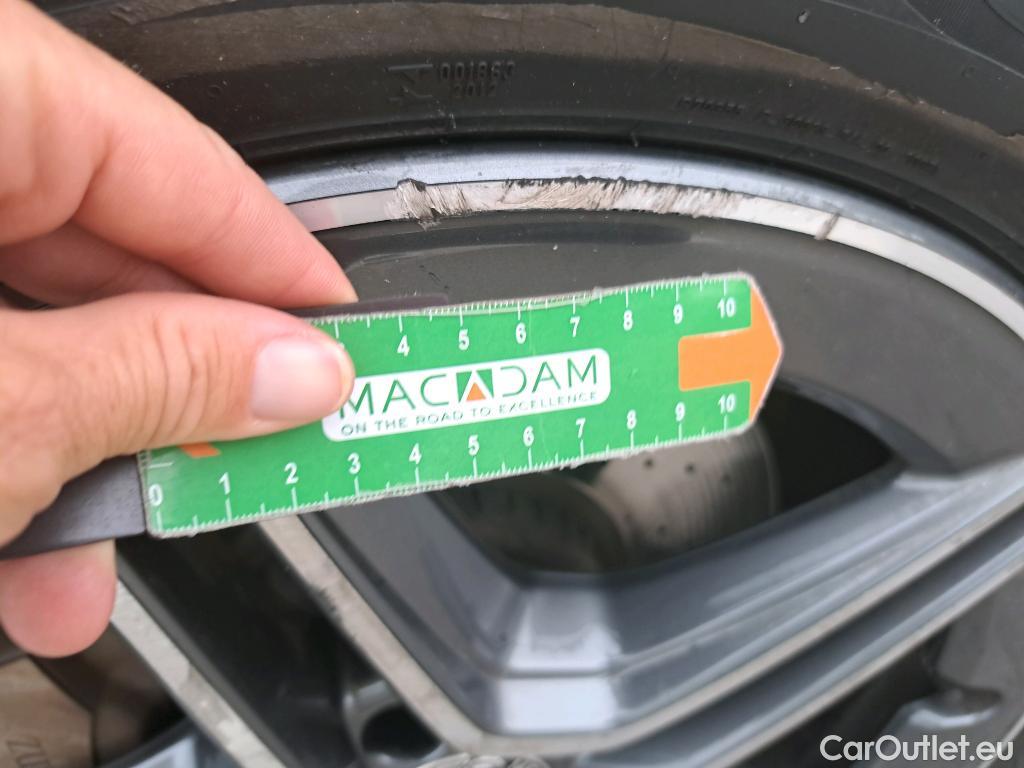 2012
4 5 6 7 8 9 10
MACADAM
ON THE ROAD TO EXCELLENCE
0 1 2 3 4 5 6 7 8 9 10
CarOutlet.eu